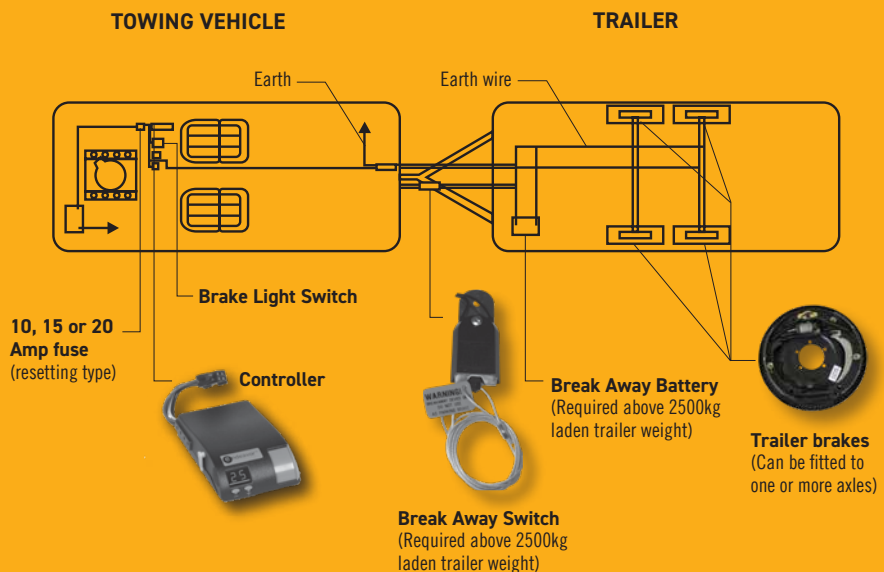 TOWING VEHICLE
TRAILER
Earth
Earth wire
10, 15 or 20
Amp fuse
(resetting type)
Brake Light Switch
Controller
25
WARNING!
Break Away Switch
(Required above 2500kg
laden trailer weight)
Break Away Battery
(Required above 2500kg
laden trailer weight)
Trailer brakes
(Can be fitted to
one or more axles)